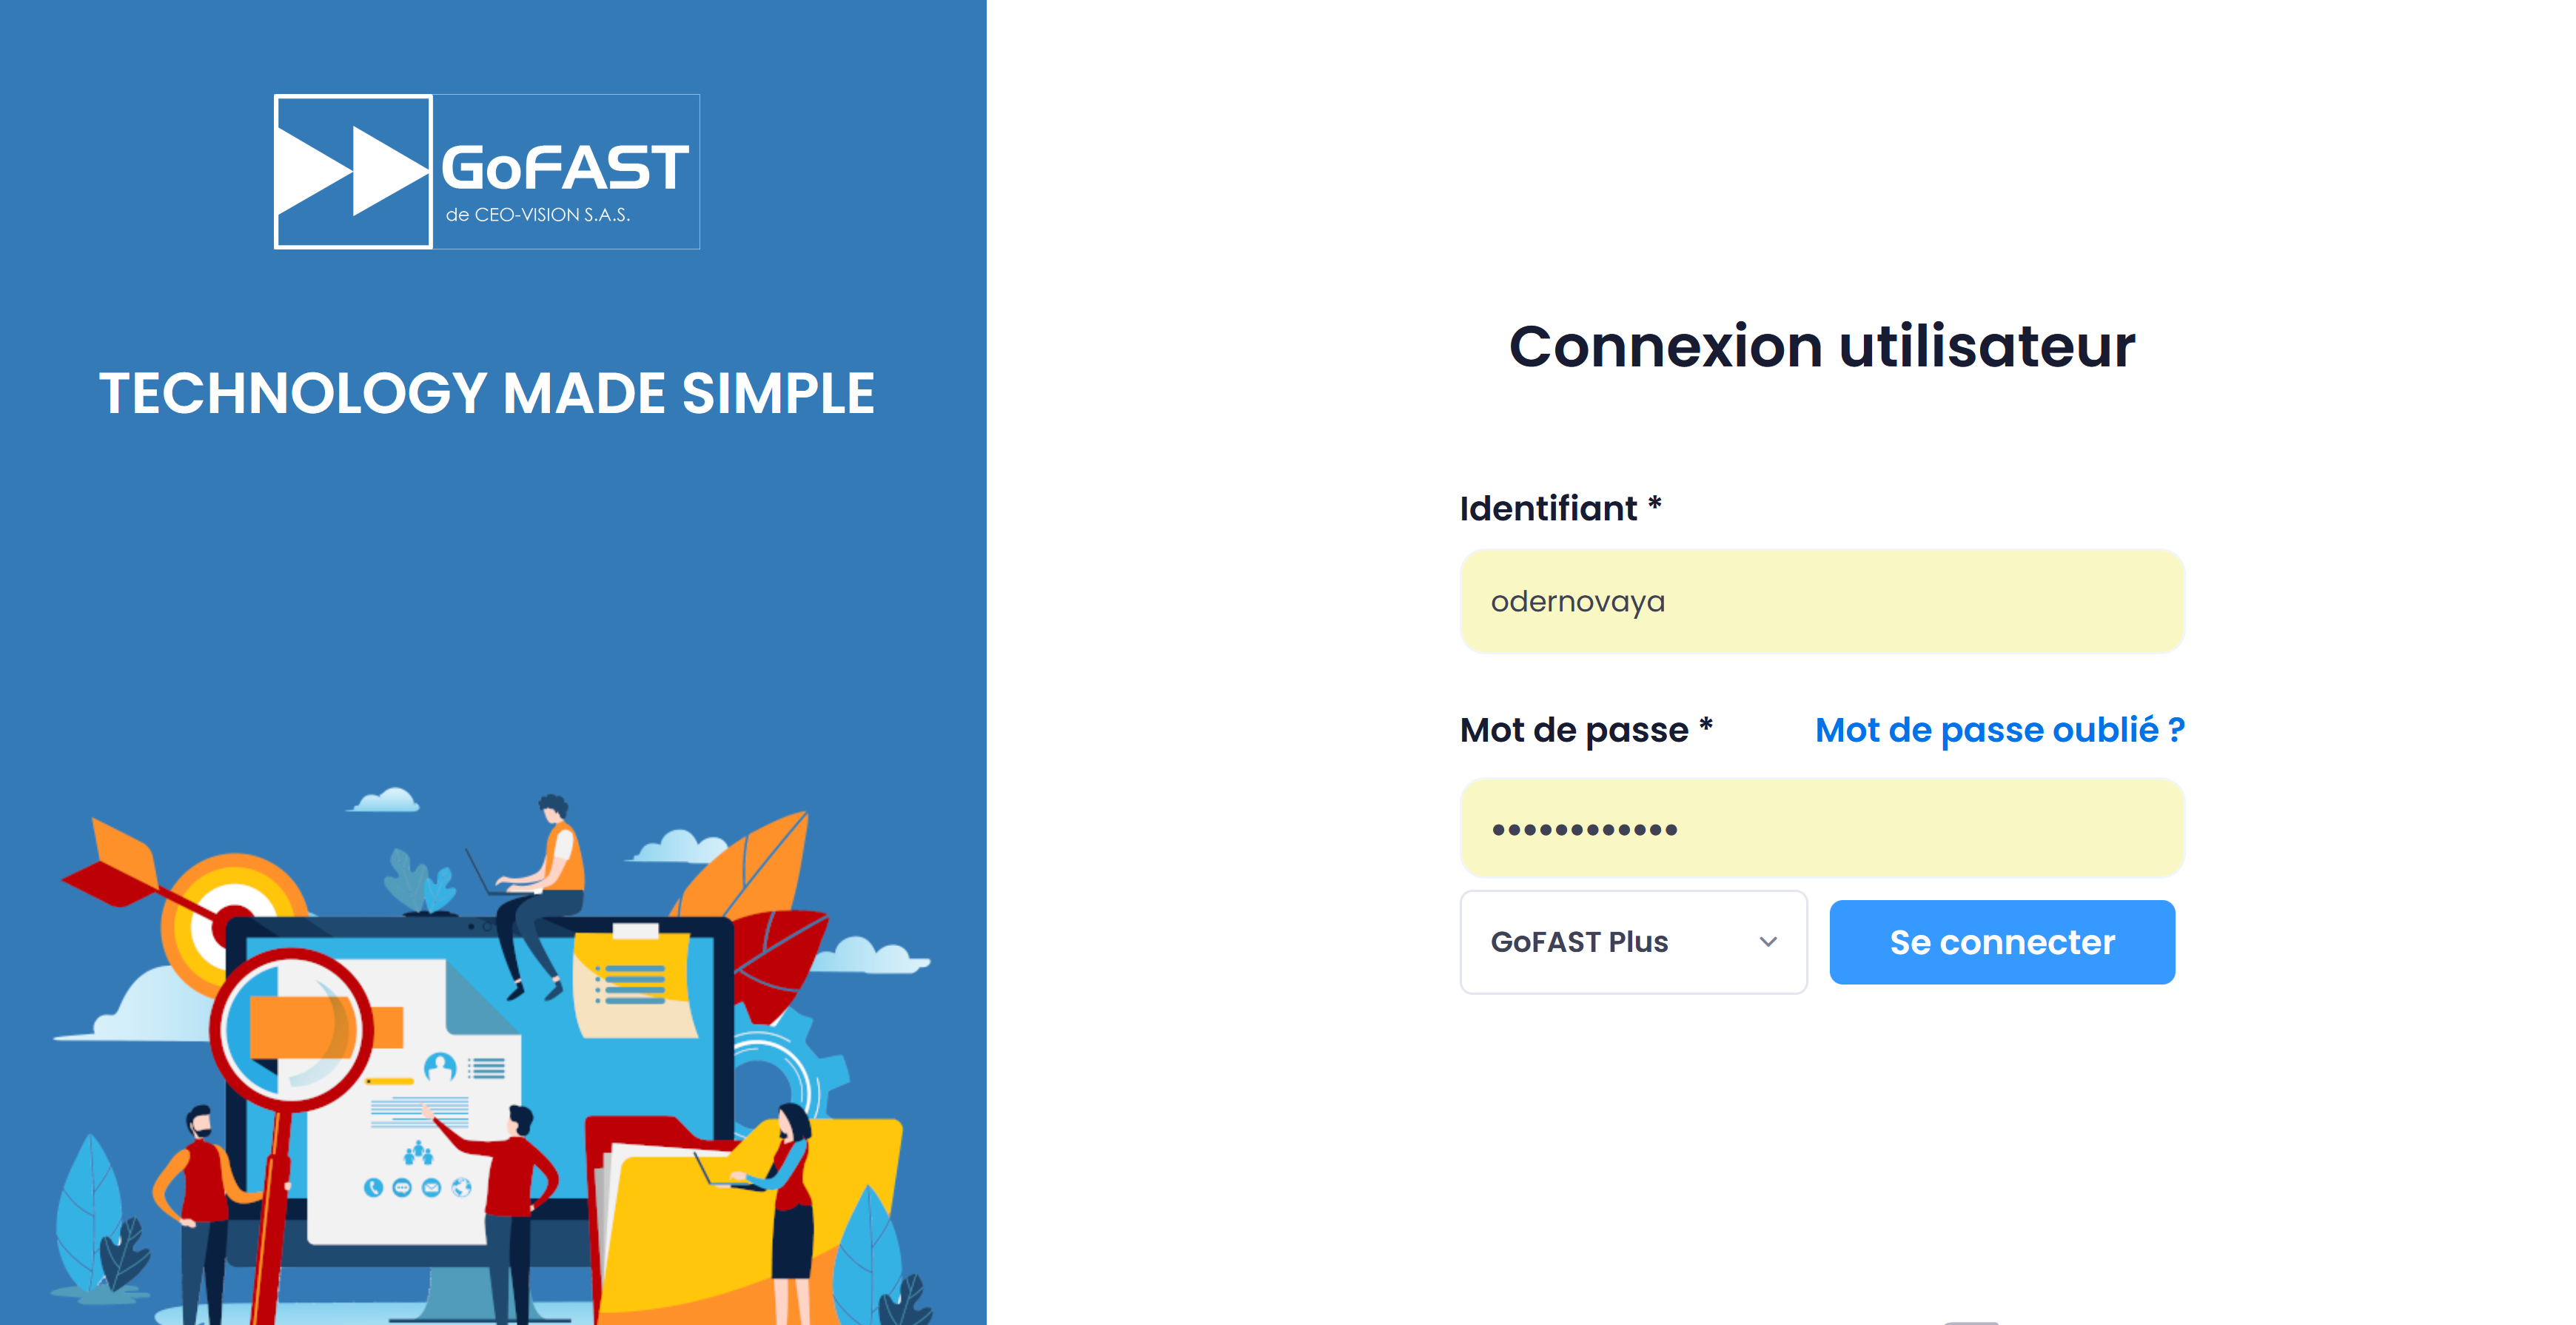 GoFAST
de CEO-VISION S.A.S.
TECHNOLOGY MADE SIMPLE
Connexion utilisateur
Identifiant *
odernovaya
Mot de passe * Mot de passe oublié ?
••••••••••••
GoFAST Plus
Se connecter